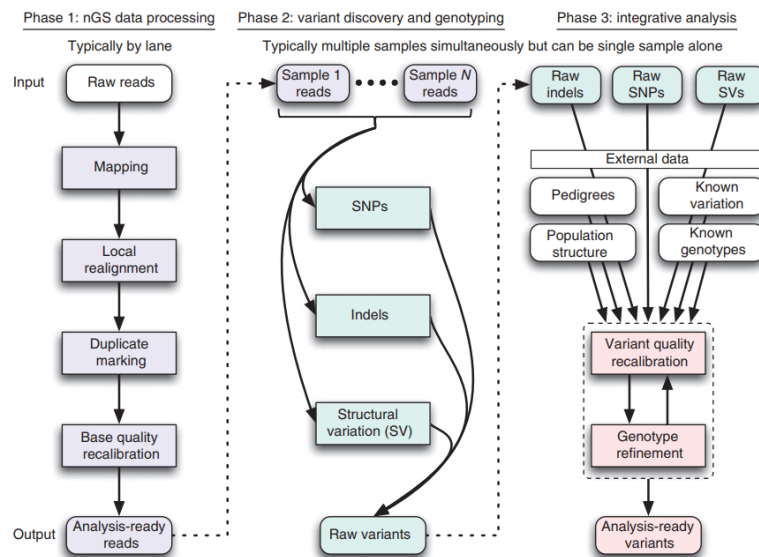 Phase 1: nGS data processing
Typically by lane
Input
Raw reads
Mapping
Local
realignment
Duplicate
marking
Base quality
recalibration
Output
Analysis-ready
reads
Phase 2: variant discovery and genotyping
Typically multiple samples simultaneously but can be single sample alone
Sample 1
reads
Sample N
reads
SNPs
Indels
Structural
variation (SV)
Raw variants
Phase 3: integrative analysis
Raw
indels
Raw
SNPs
Raw
SVs
External data
Pedigrees
Known
variation
Population
structure
Known
genotypes
Variant quality
recalibration
Genotype
refinement
Analysis-ready
variants